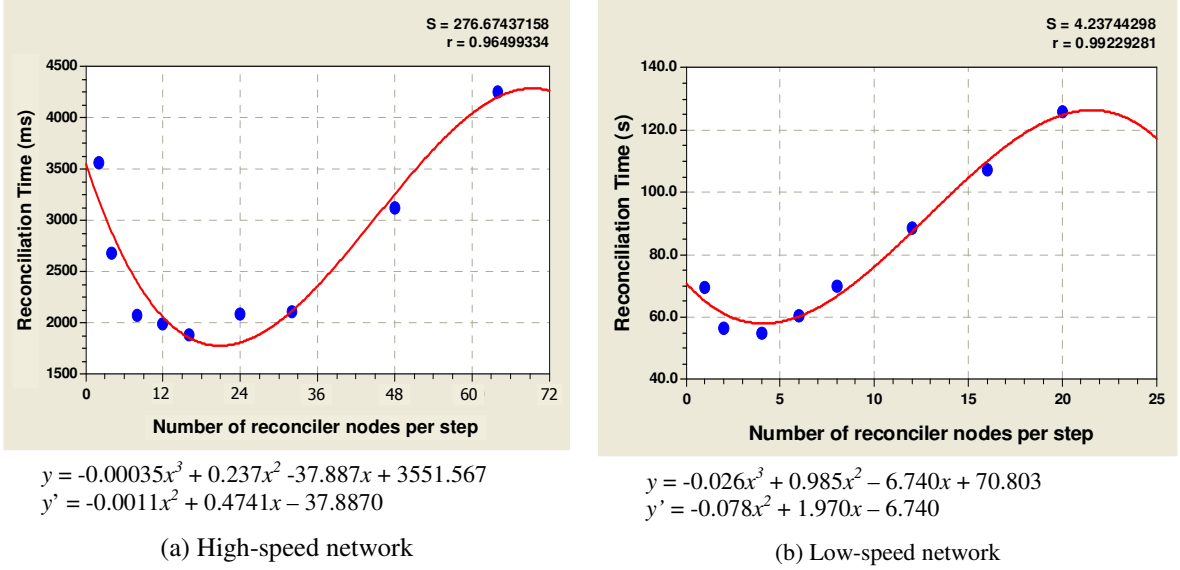 S = 276.67437158
r = 0.96499334
Reconciliation Time (ms)
4500
4000
3500
3000
2500
2000
1500
0 12 24 36 48 60 72
Number of reconciler nodes per step
y = -0.00035x³ + 0.237x² -37.887x + 3551.567
y’ = -0.0011x² + 0.4741x – 37.8870
(a) High-speed network
S = 4.23744298
r = 0.99229281
Reconciliation Time (s)
140.0
120.0
100.0
80.0
60.0
40.0
0 5 10 15 20 25
Number of reconciler nodes per step
y = -0.026x³ + 0.985x² – 6.740x + 70.803
y’ = -0.078x² + 1.970x – 6.740
(b) Low-speed network